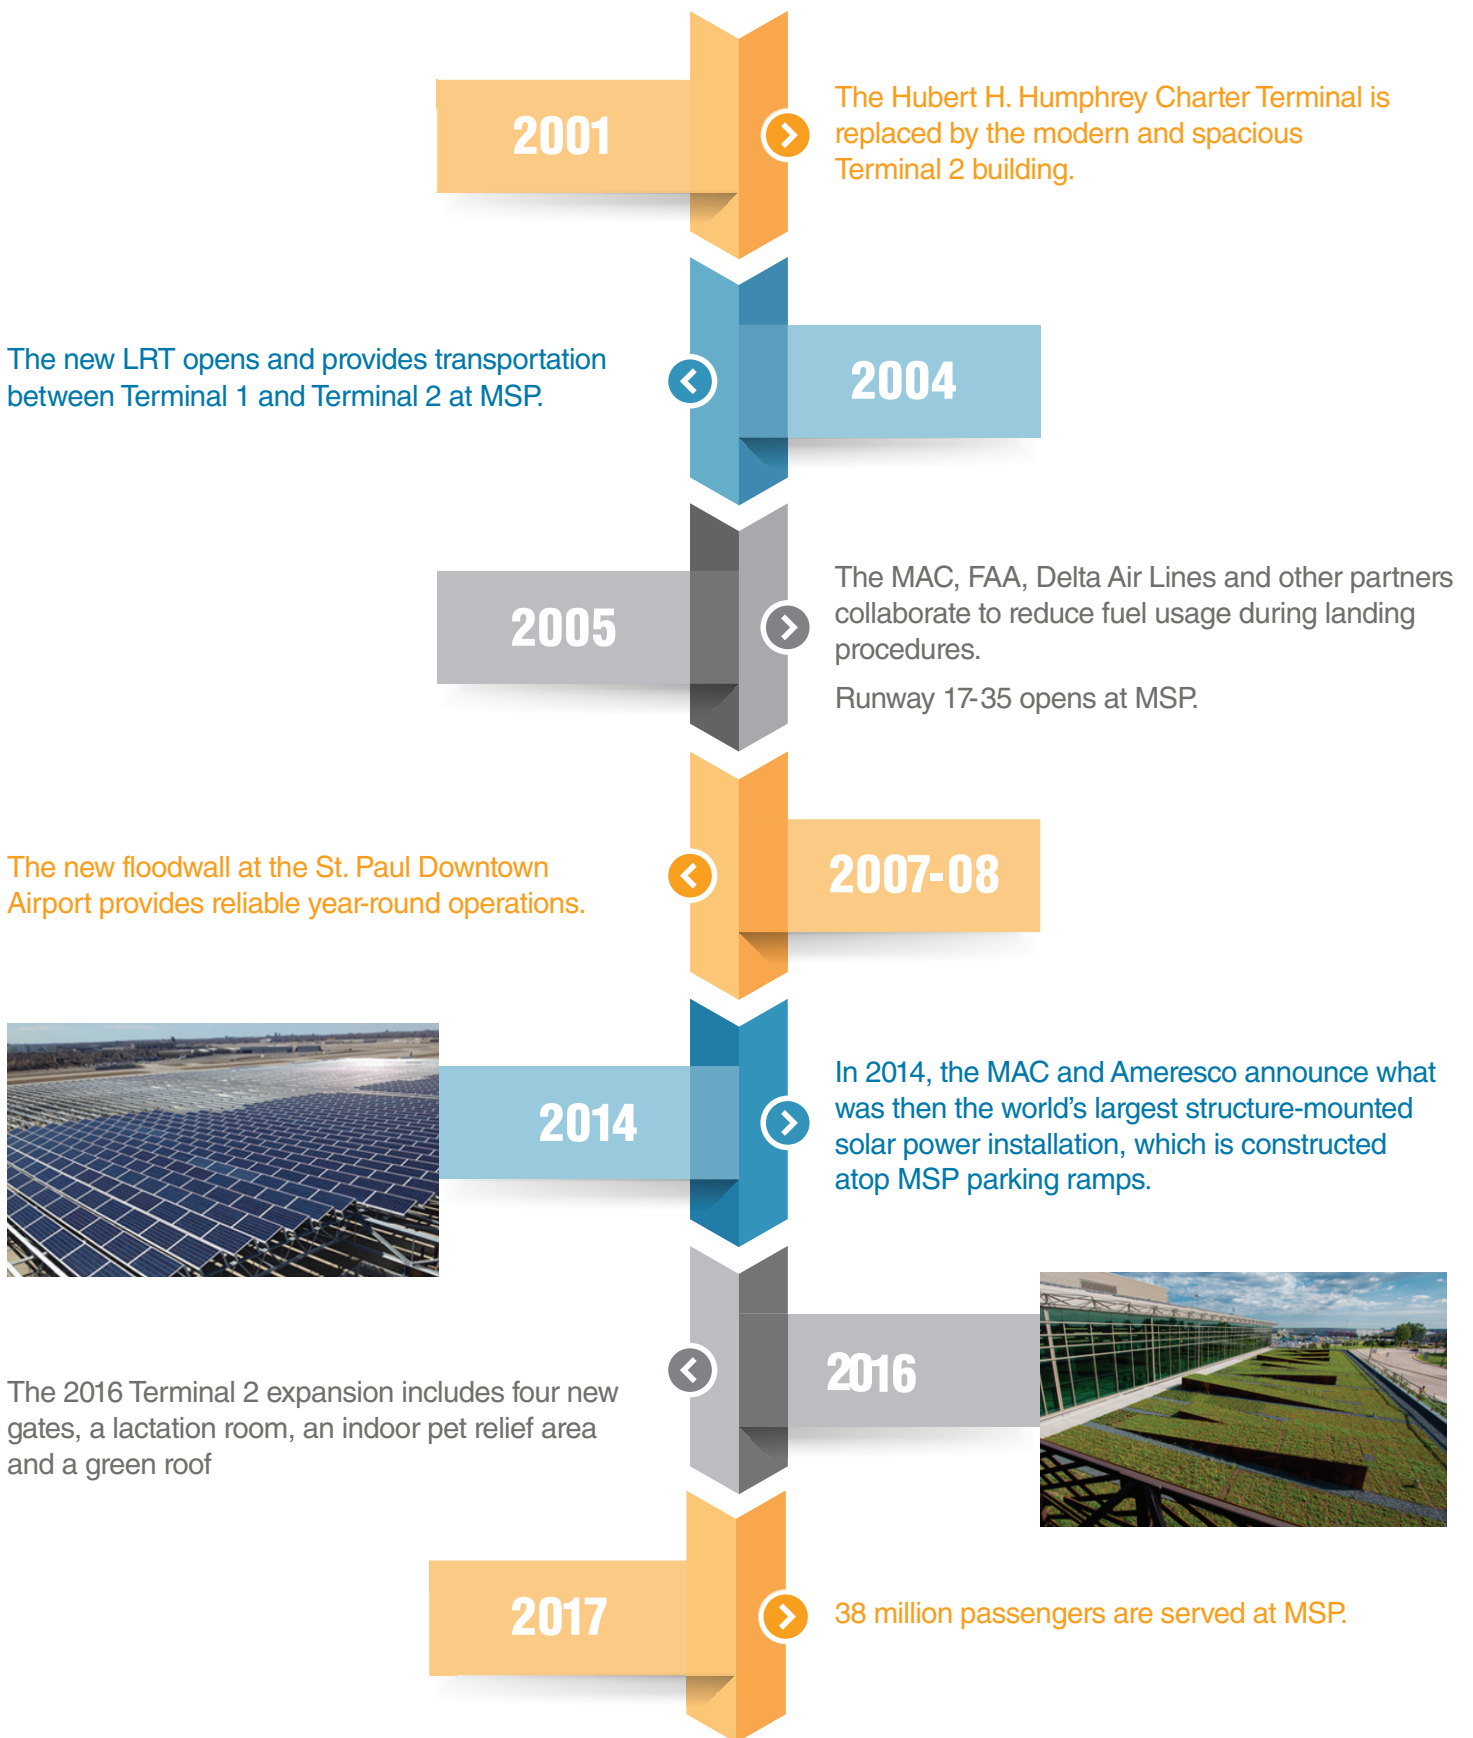 2001
The Hubert H. Humphrey Charter Terminal is
replaced by the modern and spacious
Terminal 2 building.
The new LRT opens and provides transportation
between Terminal 1 and Terminal 2 at MSP.
2004
2005
The MAC, FAA, Delta Air Lines and other partners
collaborate to reduce fuel usage during landing
procedures.
Runway 17-35 opens at MSP.
The new floodwall at the St. Paul Downtown
Airport provides reliable year-round operations.
2007-08
2014
In 2014, the MAC and Ameresco announce what
was then the world’s largest structure-mounted
solar power installation, which is constructed
atop MSP parking ramps.
The 2016 Terminal 2 expansion includes four new
gates, a lactation room, an indoor pet relief area
and a green roof
2016
2017
38 million passengers are served at MSP.